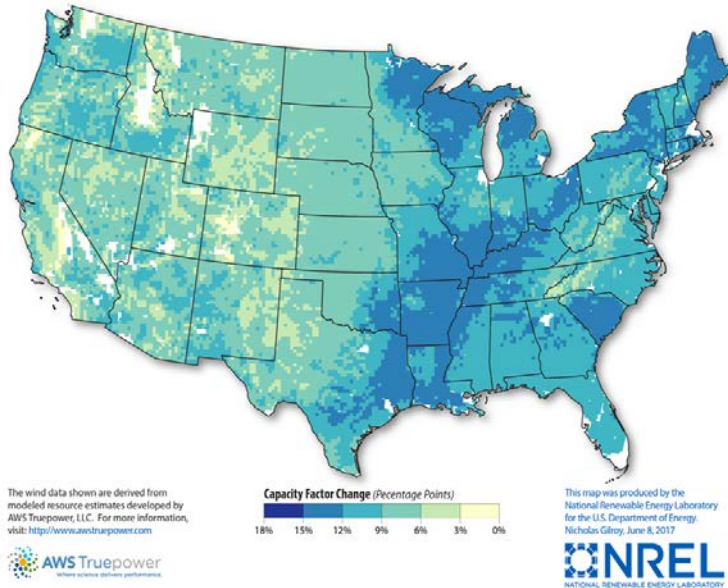 The wind data shown are derived from
modeled resource estimates developed by
AWS Truepower, LLC. For more information,
visit: http://www.awstruepower.com
AWS Truepower
Where science delivers performance.
Capacity Factor Change (Pecentage Points)
18% 15% 12% 9% 6% 3% 0%
This map was produced by the
National Renewable Energy Laboratory
for the U.S. Department of Energy.
Nicholas Gilroy, June 8, 2017
NREL
NATIONAL RENEWABLE ENERGY LABORATORY